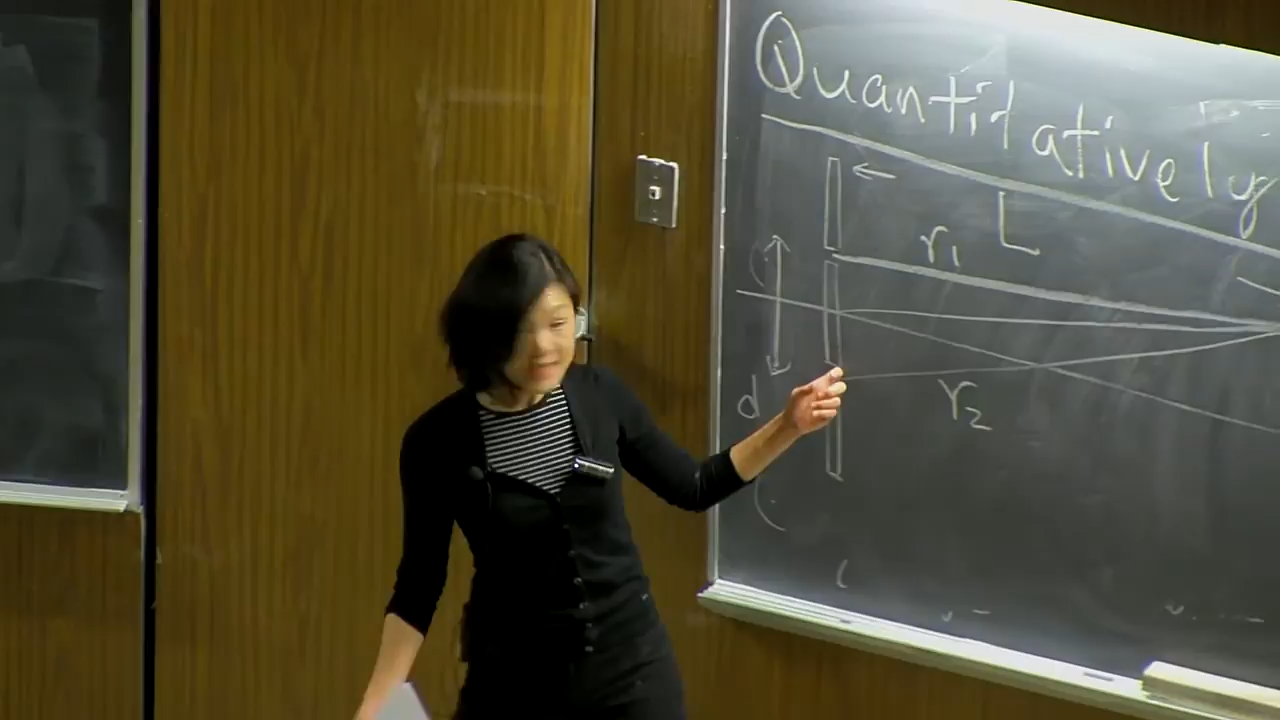 Quantitatively
L
r₁
d
r₂